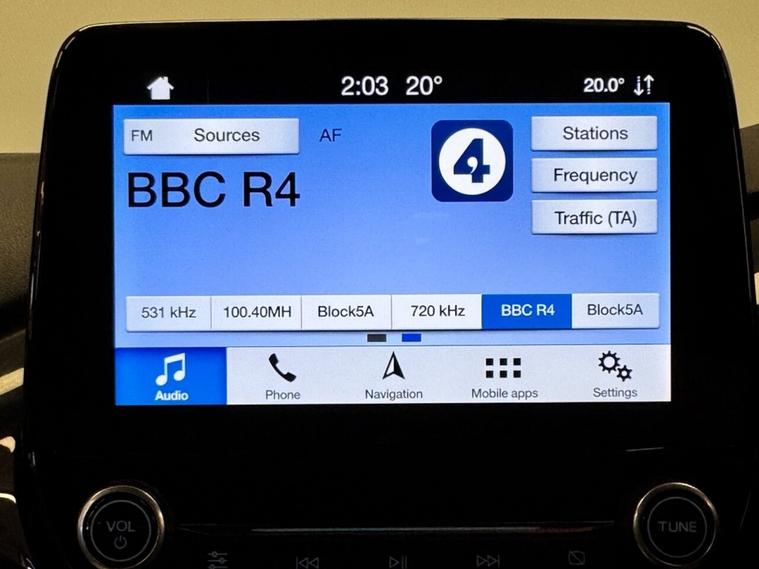 2:03 20° 20.0°
FM Sources AF
4
Stations
BBC R4
Frequency
Traffic (TA)
531 kHz 100.40MH Block5A 720 kHz BBC R4 Block5A
Audio Phone Navigation Mobile apps Settings
VOL TUNE